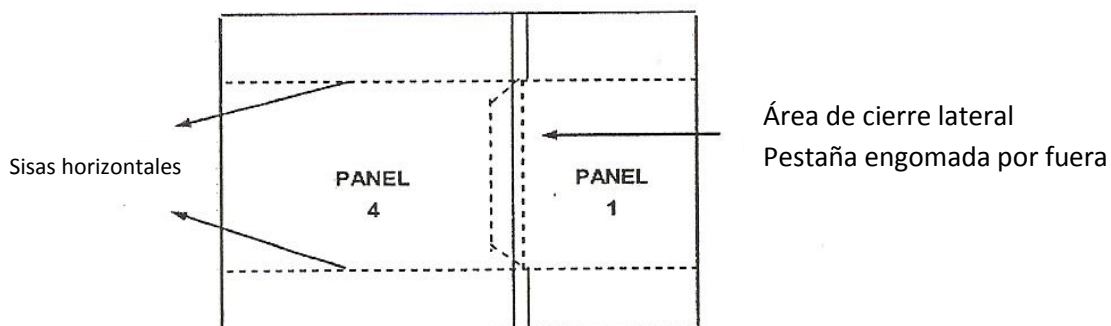 Sisas horizontales
PANEL
4
PANEL
1
Área de cierre lateral
Pestaña engomada por fuera